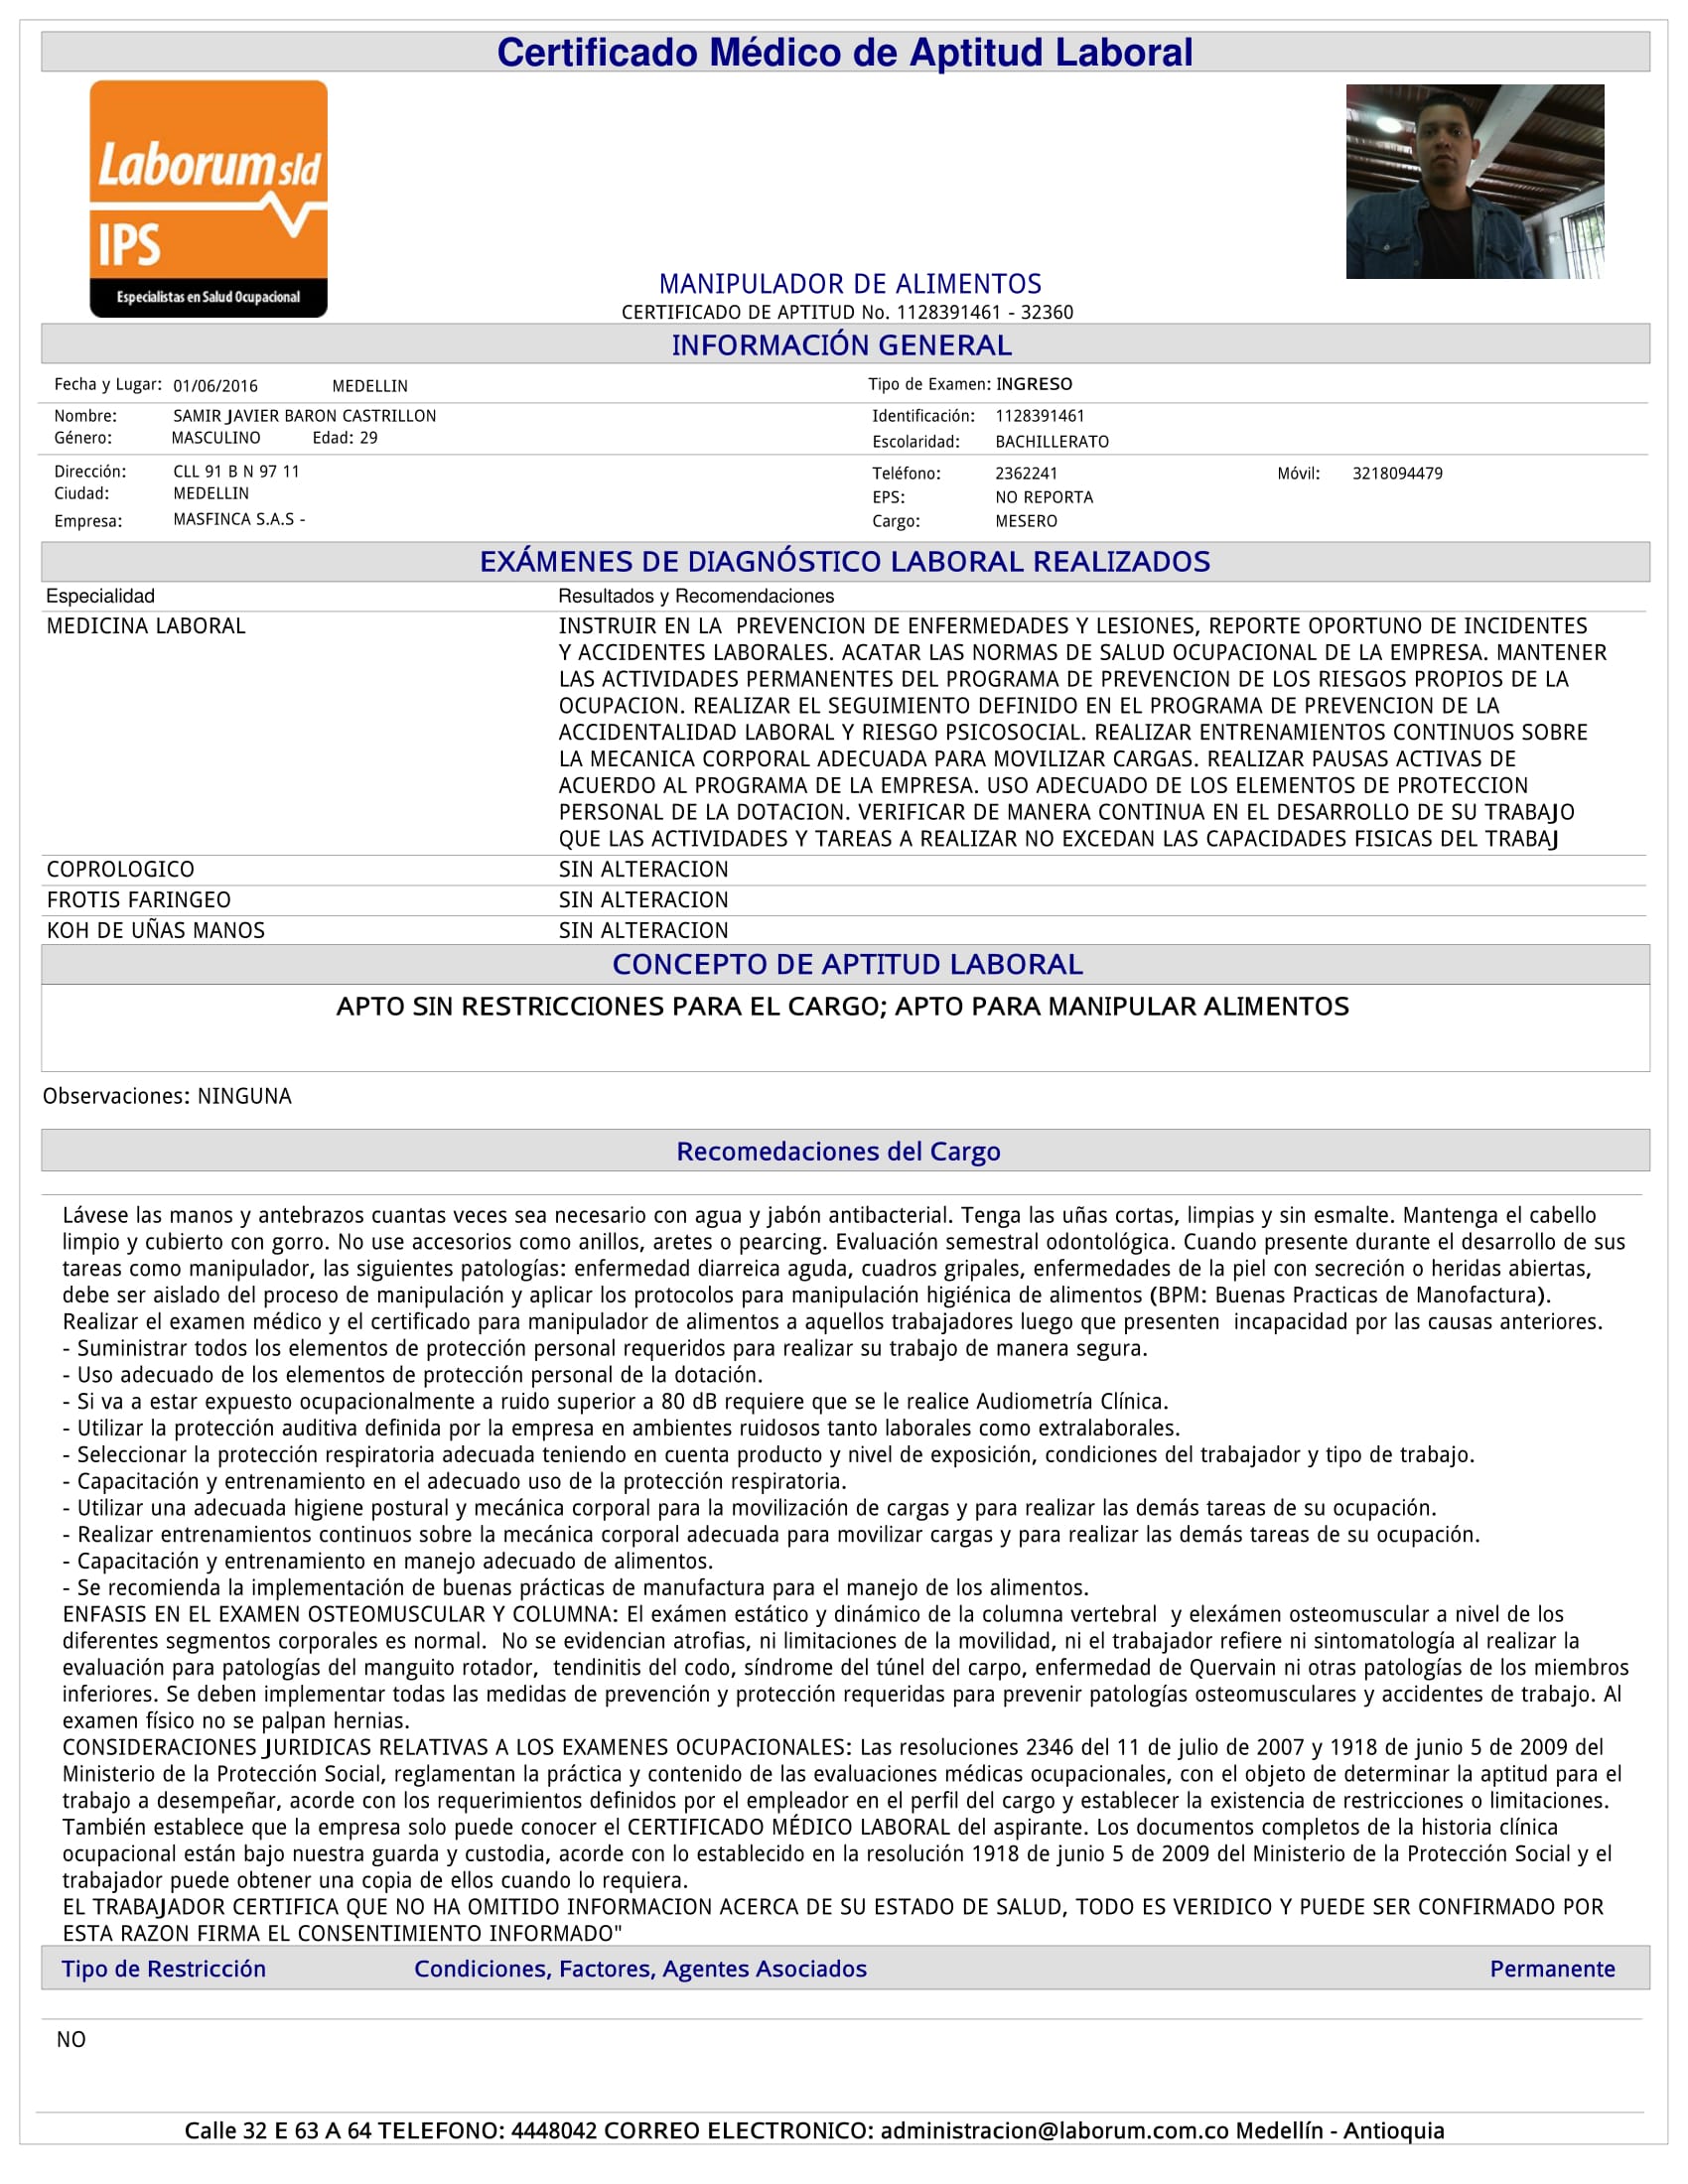 Certificado Médico de Aptitud Laboral
Laborum sld
IPS
Especialistas en Salud Ocupacional
MANIPULADOR DE ALIMENTOS
CERTIFICADO DE APTITUD No. 1128391461 - 32360
INFORMACIÓN GENERAL
Fecha y Lugar: 01/06/2016 MEDELLIN Tipo de Examen: INGRESO
Nombre: SAMIR JAVIER BARON CASTRILLON Identificación: 1128391461
Género: MASCULINO Edad: 29 Escolaridad: BACHILLERATO
Dirección: CLL 91 B N 97 11 Teléfono: 2362241 Móvil: 3218094479
Ciudad: MEDELLIN EPS: NO REPORTA
Empresa: MASFINCA S.A.S - Cargo: MESERO
EXÁMENES DE DIAGNÓSTICO LABORAL REALIZADOS
Especialidad Resultados y Recomendaciones
MEDICINA LABORAL INSTRUIR EN LA  PREVENCION DE ENFERMEDADES Y LESIONES, REPORTE OPORTUNO DE INCIDENTES
Y ACCIDENTES LABORALES. ACATAR LAS NORMAS DE SALUD OCUPACIONAL DE LA EMPRESA. MANTENER
LAS ACTIVIDADES PERMANENTES DEL PROGRAMA DE PREVENCION DE LOS RIESGOS PROPIOS DE LA
OCUPACION. REALIZAR EL SEGUIMIENTO DEFINIDO EN EL PROGRAMA DE PREVENCION DE LA
ACCIDENTALIDAD LABORAL Y RIESGO PSICOSOCIAL. REALIZAR ENTRENAMIENTOS CONTINUOS SOBRE
LA MECANICA CORPORAL ADECUADA PARA MOVILIZAR CARGAS. REALIZAR PAUSAS ACTIVAS DE
ACUERDO AL PROGRAMA DE LA EMPRESA. USO ADECUADO DE LOS ELEMENTOS DE PROTECCION
PERSONAL DE LA DOTACION. VERIFICAR DE MANERA CONTINUA EN EL DESARROLLO DE SU TRABAJO
QUE LAS ACTIVIDADES Y TAREAS A REALIZAR NO EXCEDAN LAS CAPACIDADES FISICAS DEL TRABAJ
COPROLOGICO SIN ALTERACION
FROTIS FARINGEO SIN ALTERACION
KOH DE UÑAS MANOS SIN ALTERACION
CONCEPTO DE APTITUD LABORAL
APTO SIN RESTRICCIONES PARA EL CARGO; APTO PARA MANIPULAR ALIMENTOS
Observaciones: NINGUNA
Recomedaciones del Cargo
Lávese las manos y antebrazos cuantas veces sea necesario con agua y jabón antibacterial. Tenga las uñas cortas, limpias y sin esmalte. Mantenga el cabello
limpio y cubierto con gorro. No use accesorios como anillos, aretes o pearcing. Evaluación semestral odontológica. Cuando presente durante el desarrollo de sus
tareas como manipulador, las siguientes patologías: enfermedad diarreica aguda, cuadros gripales, enfermedades de la piel con secreción o heridas abiertas,
debe ser aislado del proceso de manipulación y aplicar los protocolos para manipulación higiénica de alimentos (BPM: Buenas Practicas de Manofactura).
Realizar el examen médico y el certificado para manipulador de alimentos a aquellos trabajadores luego que presenten  incapacidad por las causas anteriores.
- Suministrar todos los elementos de protección personal requeridos para realizar su trabajo de manera segura.
- Uso adecuado de los elementos de protección personal de la dotación.
- Si va a estar expuesto ocupacionalmente a ruido superior a 80 dB requiere que se le realice Audiometría Clínica.
- Utilizar la protección auditiva definida por la empresa en ambientes ruidosos tanto laborales como extralaborales.
- Seleccionar la protección respiratoria adecuada teniendo en cuenta producto y nivel de exposición, condiciones del trabajador y tipo de trabajo.
- Capacitación y entrenamiento en el adecuado uso de la protección respiratoria.
- Utilizar una adecuada higiene postural y mecánica corporal para la movilización de cargas y para realizar las demás tareas de su ocupación.
- Realizar entrenamientos continuos sobre la mecánica corporal adecuada para movilizar cargas y para realizar las demás tareas de su ocupación.
- Capacitación y entrenamiento en manejo adecuado de alimentos.
- Se recomienda la implementación de buenas prácticas de manufactura para el manejo de los alimentos.
ENFASIS EN EL EXAMEN OSTEOMUSCULAR Y COLUMNA: El exámen estático y dinámico de la columna vertebral  y elexámen osteomuscular a nivel de los
diferentes segmentos corporales es normal.  No se evidencian atrofias, ni limitaciones de la movilidad, ni el trabajador refiere ni sintomatología al realizar la
evaluación para patologías del manguito rotador,  tendinitis del codo, síndrome del túnel del carpo, enfermedad de Quervain ni otras patologías de los miembros
inferiores. Se deben implementar todas las medidas de prevención y protección requeridas para prevenir patologías osteomusculares y accidentes de trabajo. Al
examen físico no se palpan hernias.
CONSIDERACIONES JURIDICAS RELATIVAS A LOS EXAMENES OCUPACIONALES: Las resoluciones 2346 del 11 de julio de 2007 y 1918 de junio 5 de 2009 del
Ministerio de la Protección Social, reglamentan la práctica y contenido de las evaluaciones médicas ocupacionales, con el objeto de determinar la aptitud para el
trabajo a desempeñar, acorde con los requerimientos definidos por el empleador en el perfil del cargo y establecer la existencia de restricciones o limitaciones.
También establece que la empresa solo puede conocer el CERTIFICADO MÉDICO LABORAL del aspirante. Los documentos completos de la historia clínica
ocupacional están bajo nuestra guarda y custodia, acorde con lo establecido en la resolución 1918 de junio 5 de 2009 del Ministerio de la Protección Social y el
trabajador puede obtener una copia de ellos cuando lo requiera.
EL TRABAJADOR CERTIFICA QUE NO HA OMITIDO INFORMACION ACERCA DE SU ESTADO DE SALUD, TODO ES VERIDICO Y PUEDE SER CONFIRMADO POR
ESTA RAZON FIRMA EL CONSENTIMIENTO INFORMADO"
Tipo de Restricción Condiciones, Factores, Agentes Asociados Permanente
NO
Calle 32 E 63 A 64 TELEFONO: 4448042 CORREO ELECTRONICO: administracion@laborum.com.co Medellín - Antioquia